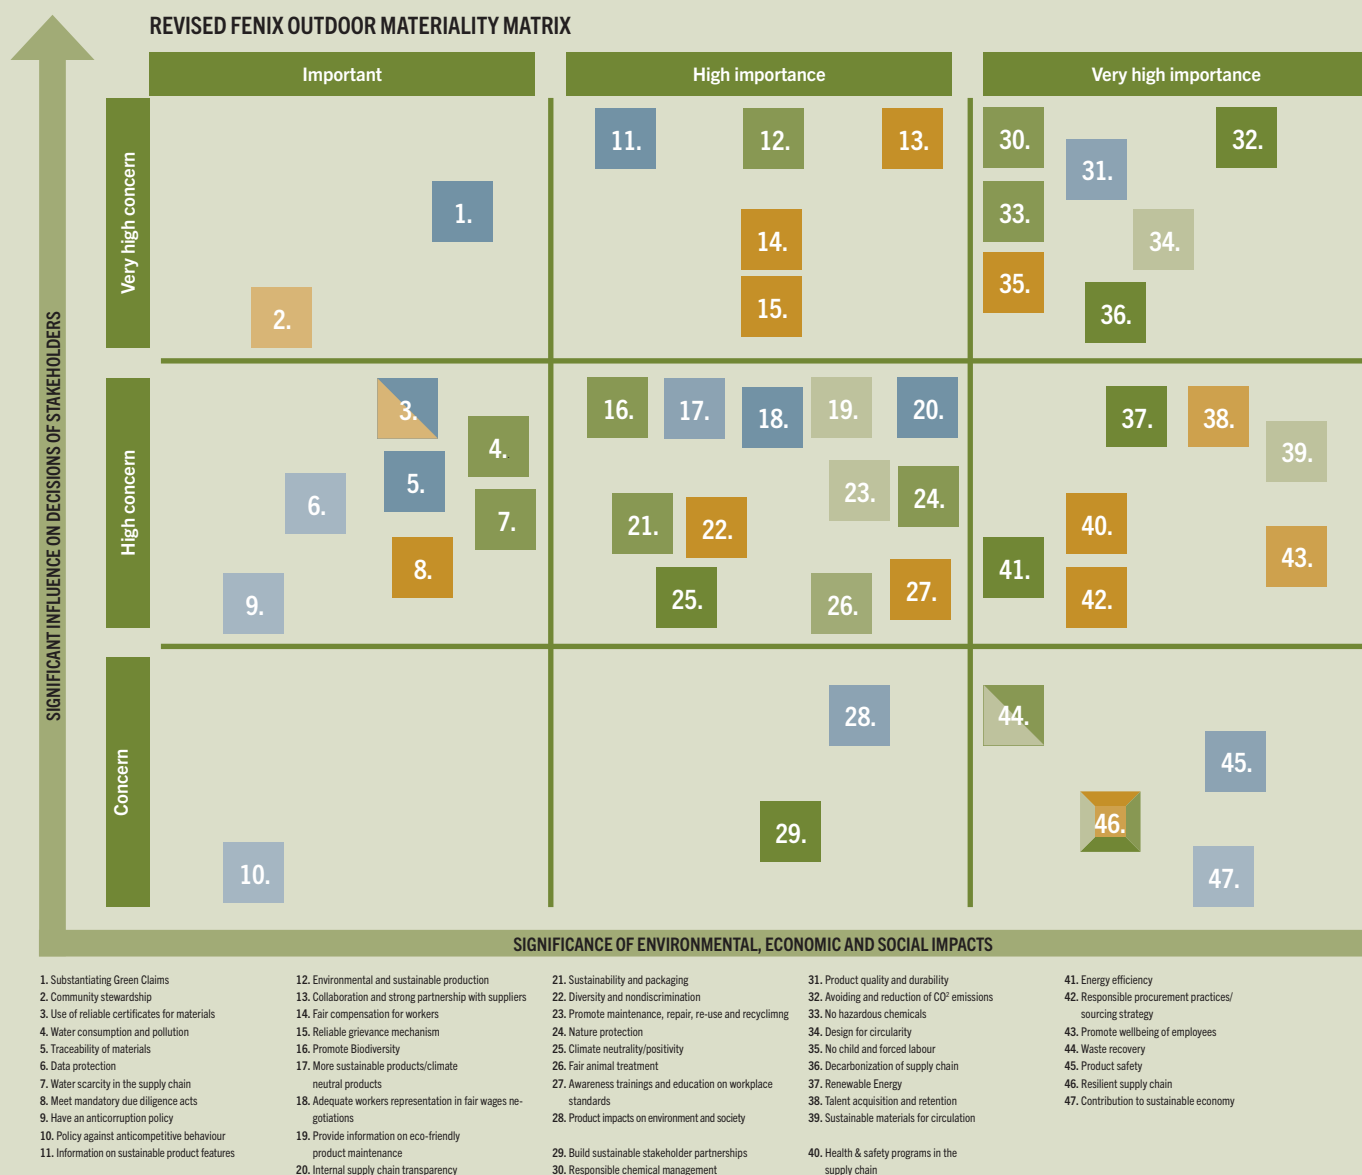 REVISED FENIX OUTDOOR MATERIALITY MATRIX
Important
High importance
Very high importance
SIGNIFICANT INFLUENCE ON DECISIONS OF STAKEHOLDERS
Very high concern
1.
2.
11.
12.
13.
14.
15.
30.
31.
32.
33.
34.
35.
36.
High concern
3.
4.
5.
6.
7.
8.
9.
16.
17.
18.
19.
20.
21.
22.
23.
24.
25.
26.
27.
37.
38.
39.
40.
41.
42.
43.
Concern
10.
28.
29.
44.
45.
46.
47.
SIGNIFICANCE OF ENVIRONMENTAL, ECONOMIC AND SOCIAL IMPACTS
1. Substantiating Green Claims
2. Community stewardship
3. Use of reliable certificates for materials
4. Water consumption and pollution
5. Traceability of materials
6. Data protection
7. Water scarcity in the supply chain
8. Meet mandatory due diligence acts
9. Have an anticorruption policy
10. Policy against anticompetitive behaviour
11. Information on sustainable product features
12. Environmental and sustainable production
13. Collaboration and strong partnership with suppliers
14. Fair compensation for workers
15. Reliable grievance mechanism
16. Promote Biodiversity
17. More sustainable products/climate
neutral products
18. Adequate workers representation in fair wages ne-
gotiations
19. Provide information on eco-friendly
product maintenance
20. Internal supply chain transparency
21. Sustainability and packaging
22. Diversity and nondiscrimination
23. Promote maintenance, repair, re-use and recyclimng
24. Nature protection
25. Climate neutrality/positivity
26. Fair animal treatment
27. Awareness trainings and education on workplace
standards
28. Product impacts on environment and society
29. Build sustainable stakeholder partnerships
30. Responsible chemical management
31. Product quality and durability
32. Avoiding and reduction of CO² emissions
33. No hazardous chemicals
34. Design for circularity
35. No child and forced labour
36. Decarbonization of supply chain
37. Renewable Energy
38. Talent acquisition and retention
39. Sustainable materials for circulation
40. Health & safety programs in the
supply chain
41. Energy efficiency
42. Responsible procurement practices/
sourcing strategy
43. Promote wellbeing of employees
44. Waste recovery
45. Product safety
46. Resilient supply chain
47. Contribution to sustainable economy